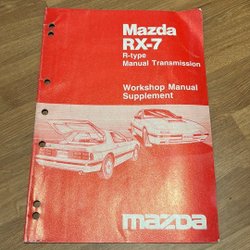 Mazda
RX-7
R-type
Manual Transmission
Workshop Manual
Supplement
mazda